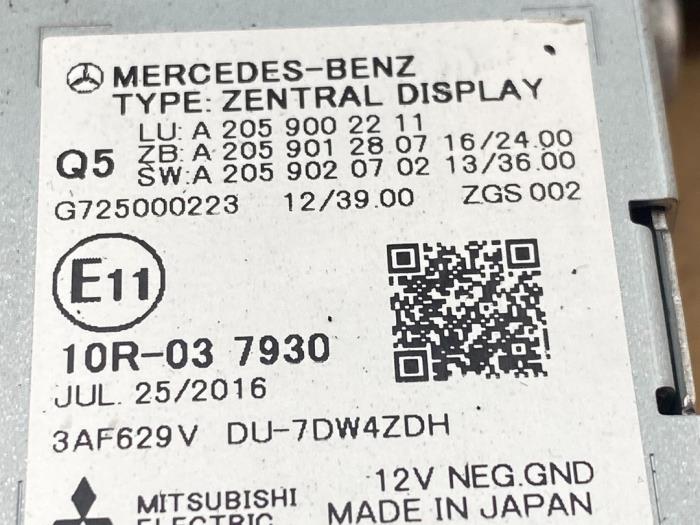 MERCEDES-BENZ
TYPE: ZENTRAL DISPLAY
LU: A 205 900 22 11
Q5 ZB: A 205 901 28 07 16/24.00
SW: A 205 902 07 02 13/36.00
G725000223 12/39.00 ZGS 002
E11
10R-03 7930
JUL. 25/2016
3AF629V DU-7DW4ZDH
12V NEG.GND
MITSUBISHI MADE IN JAPAN
ELECTRIC